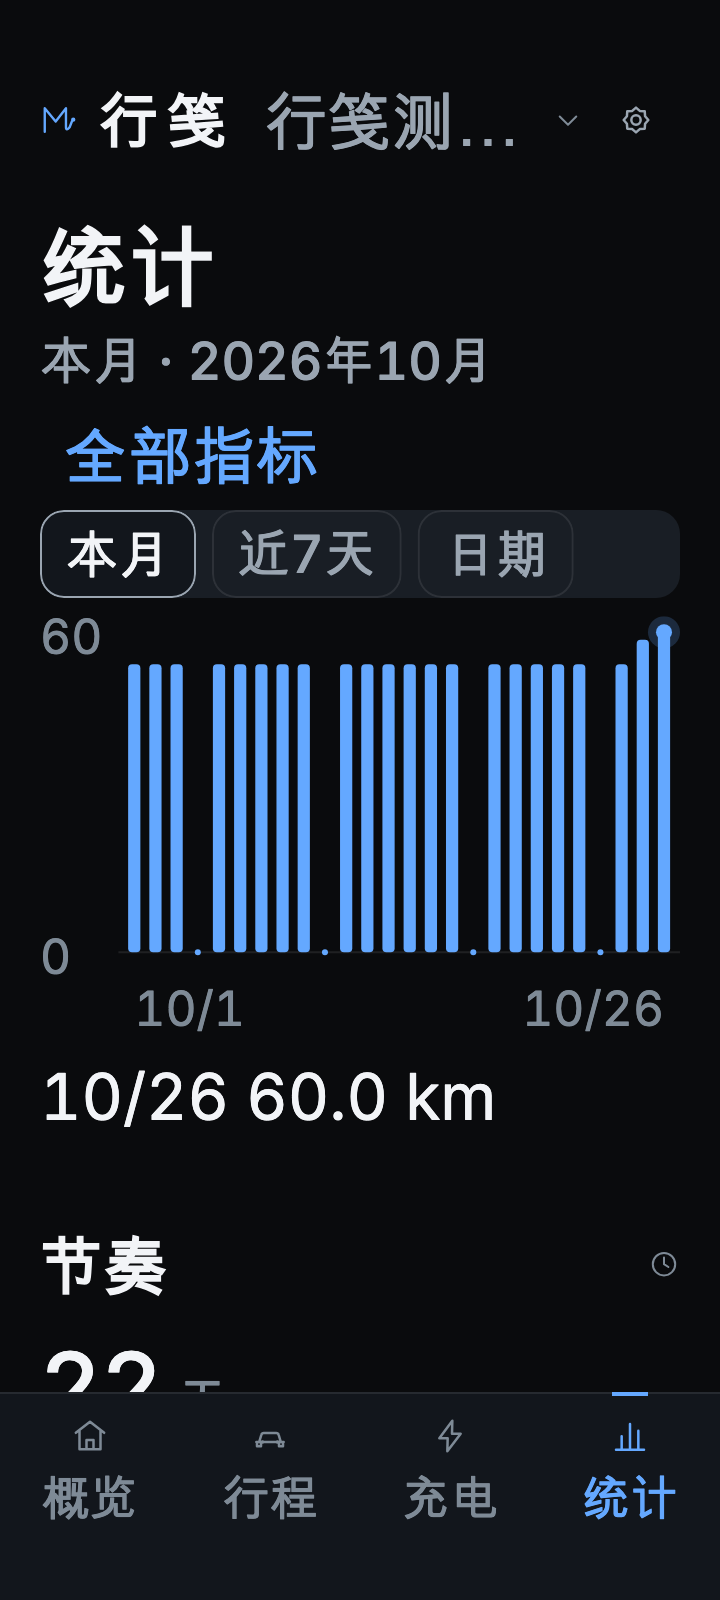 行笺 行笺测...
统计
本月 · 2026年10月
全部指标
本月 近7天 日期
60
0
10/1 10/26
10/26 60.0 km
节奏
22 天
概览 行程 充电 统计